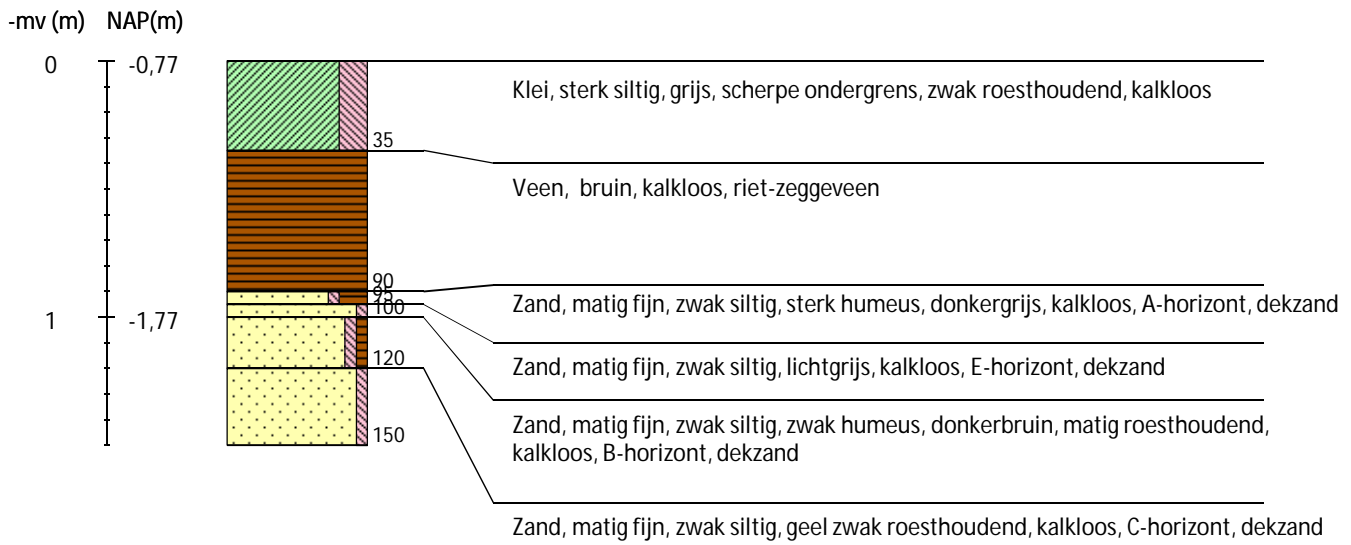 -mv (m) NAP(m)
0 -0,77
Klei, sterk siltig, grijs, scherpe ondergrens, zwak roesthoudend, kalkloos
35
Veen, bruin, kalkloos, riet-zeggeveen
90
95
Zand, matig fijn, zwak siltig, sterk humeus, donkergrijs, kalkloos, A-horizont, dekzand
100
1 -1,77
120
Zand, matig fijn, zwak siltig, lichtgrijs, kalkloos, E-horizont, dekzand
Zand, matig fijn, zwak siltig, zwak humeus, donkerbruin, matig roesthoudend,
kalkloos, B-horizont, dekzand
150
Zand, matig fijn, zwak siltig, geel zwak roesthoudend, kalkloos, C-horizont, dekzand